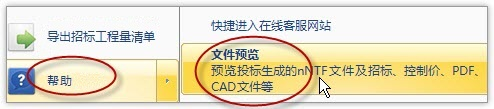 导出招标工程量清单
帮助
快捷进入在线客服网站
文件预览
预览投标生成的nNTF文件及招标、控制价、PDF、
CAD文件等